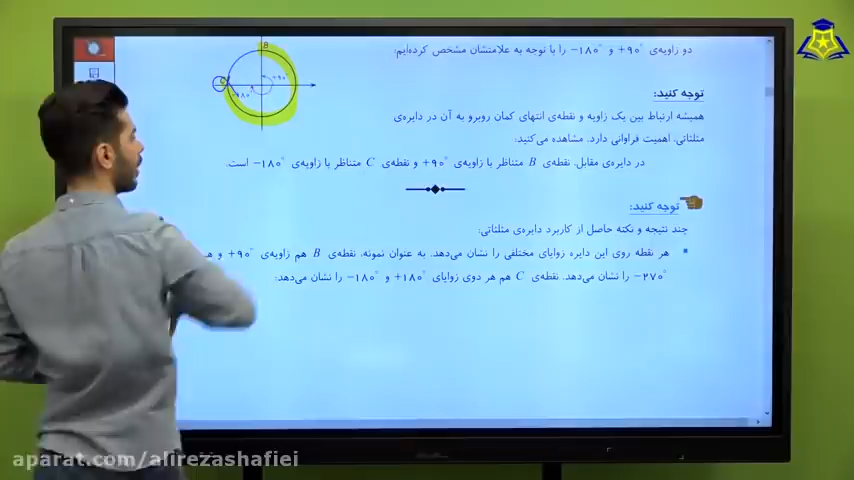 دو زاویه‌ی +۹۰° و −۱۸۰° را با توجه به علامتشان مشخص کرده‌ایم:
B
+۹۰°
−۱۸۰°
توجه کنید:
همیشه ارتباط بین یک زاویه و نقطه‌ی انتهای کمان روبرو به آن در دایره‌ی
مثلثاتی، اهمیت فراوانی دارد. مشاهده می‌کنید:
در دایره‌ی مقابل، نقطه‌ی B متناظر با زاویه‌ی +۹۰° و نقطه‌ی C متناظر با زاویه‌ی −۱۸۰° است.
توجه کنید:
چند نتیجه و نکته حاصل از کاربرد دایره‌ی مثلثاتی:
هر نقطه روی این دایره زوایای مختلفی را نشان می‌دهد. به عنوان نمونه، نقطه‌ی B هم زاویه‌ی +۹۰° و
−۲۷۰° را نشان می‌دهد. نقطه‌ی C هم هر دوی زوایای +۱۸۰° و −۱۸۰° را نشان می‌دهد:
aparat.com/alirezashafiei